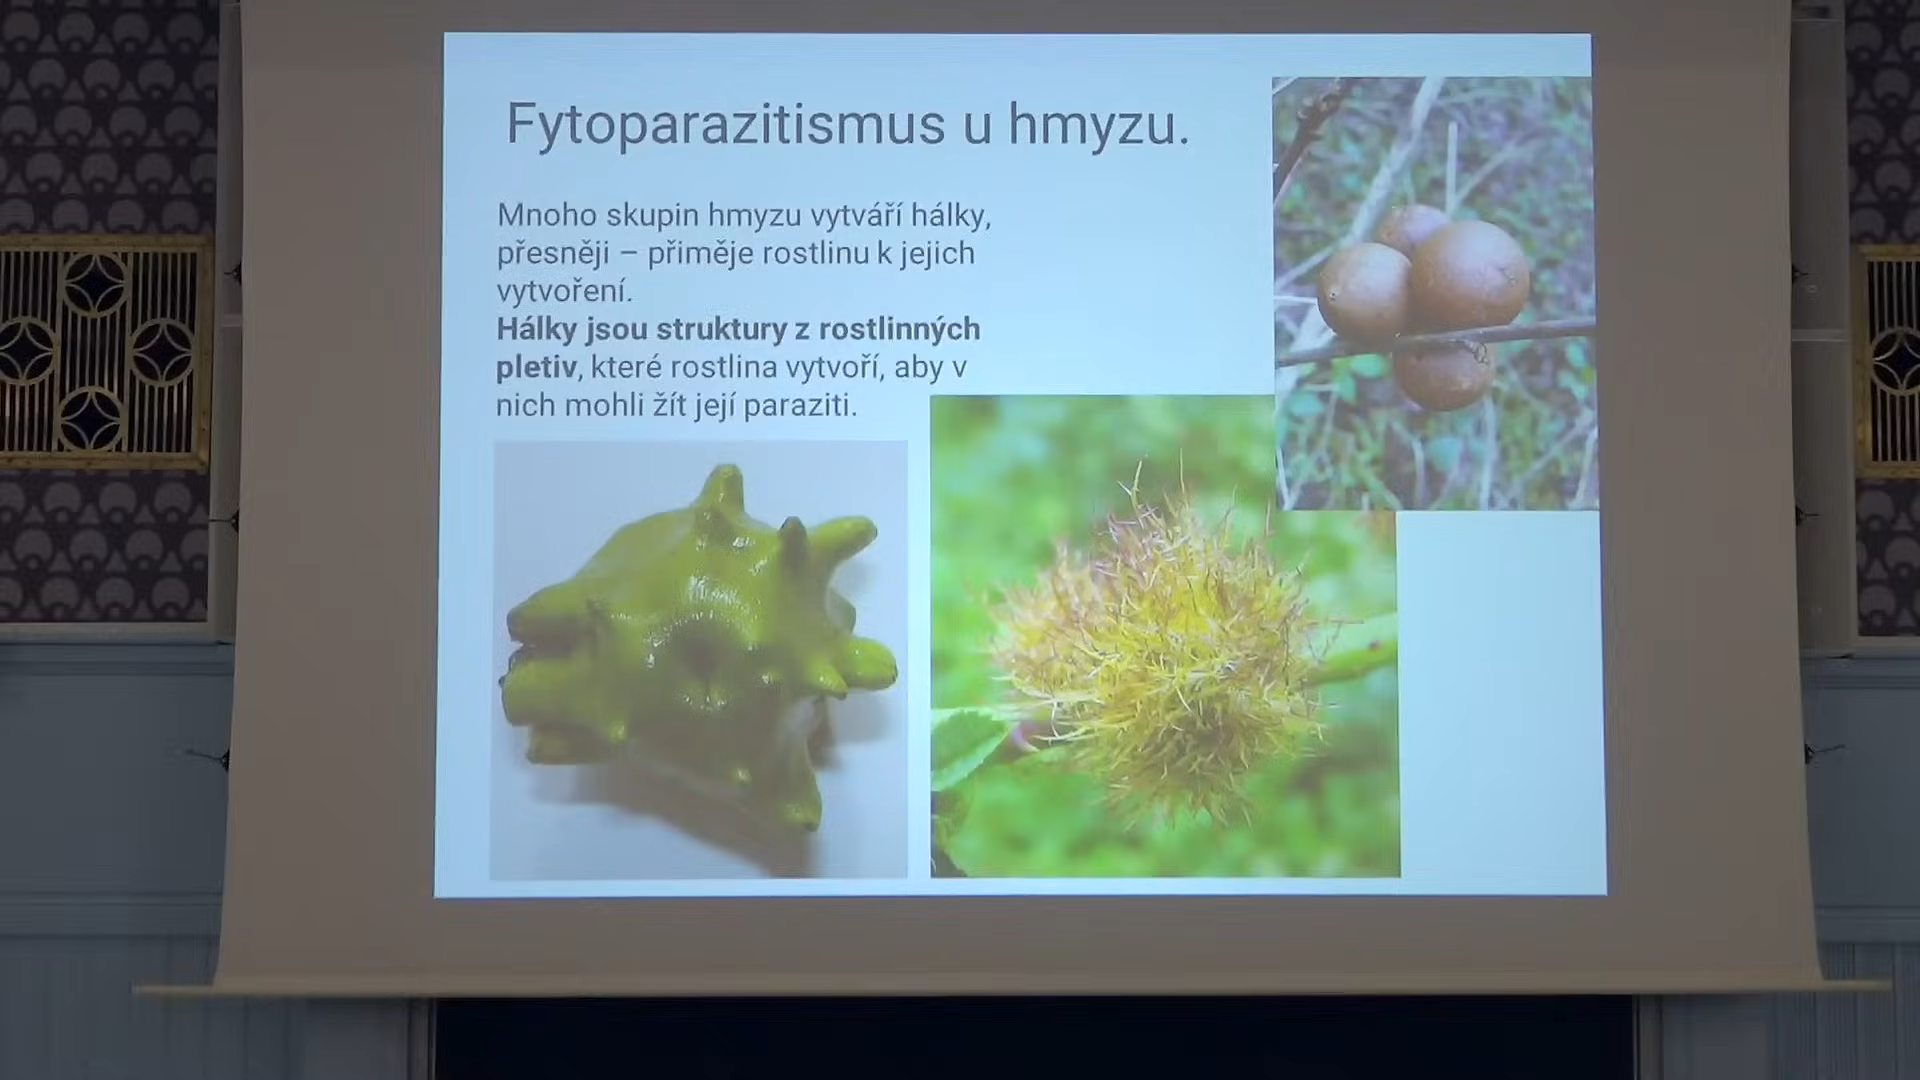 Fytoparazitismus u hmyzu.
Mnoho skupin hmyzu vytváří hálky,
přesněji – přiměje rostlinu k jejich
vytvoření.
Hálky jsou struktury z rostlinných
pletiv, které rostlina vytvoří, aby v
nich mohli žít její paraziti.